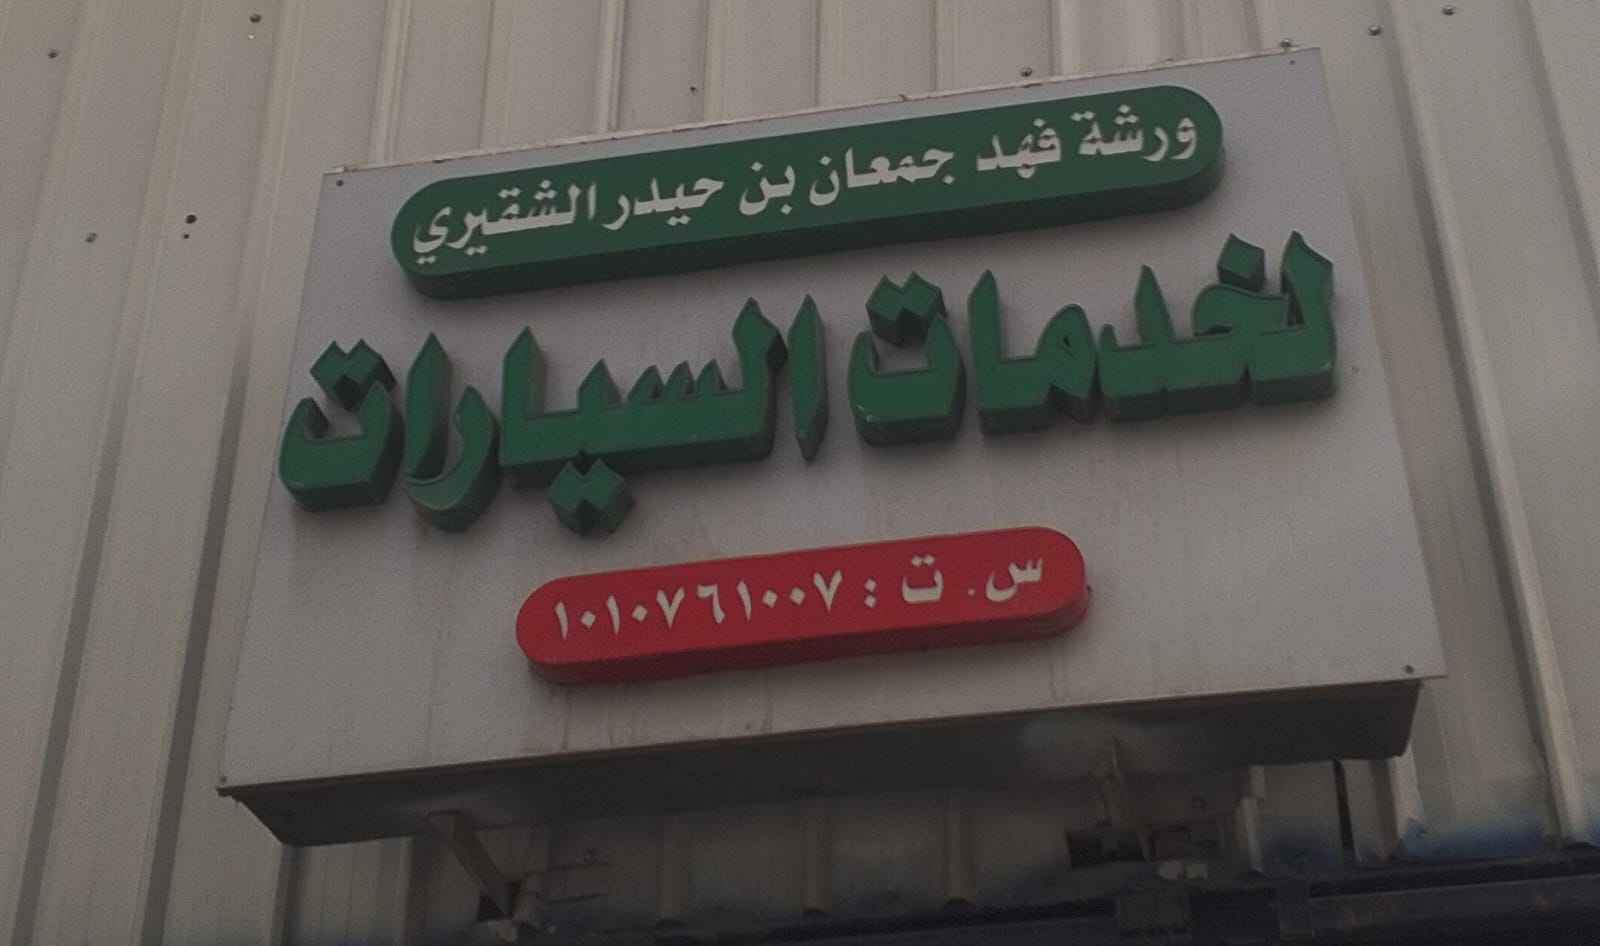 ورشة فهد جمعان بن حيدر الشقيري
لخدمات السيارات
س. ت : ١٠١٠٧٦١٠٠٧